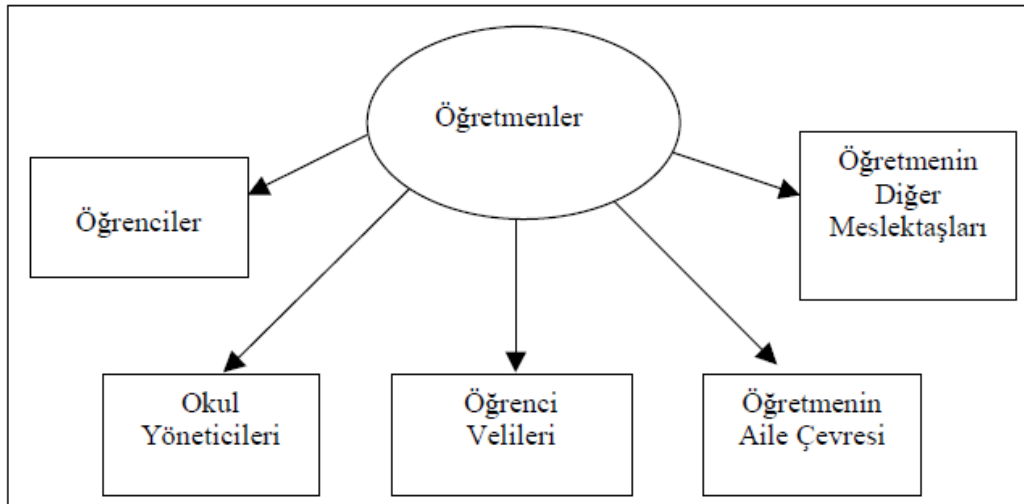 Öğretmenler
Öğrenciler
Öğretmenin
Diğer
Meslektaşları
Okul
Yöneticileri
Öğrenci
Velileri
Öğretmenin
Aile Çevresi